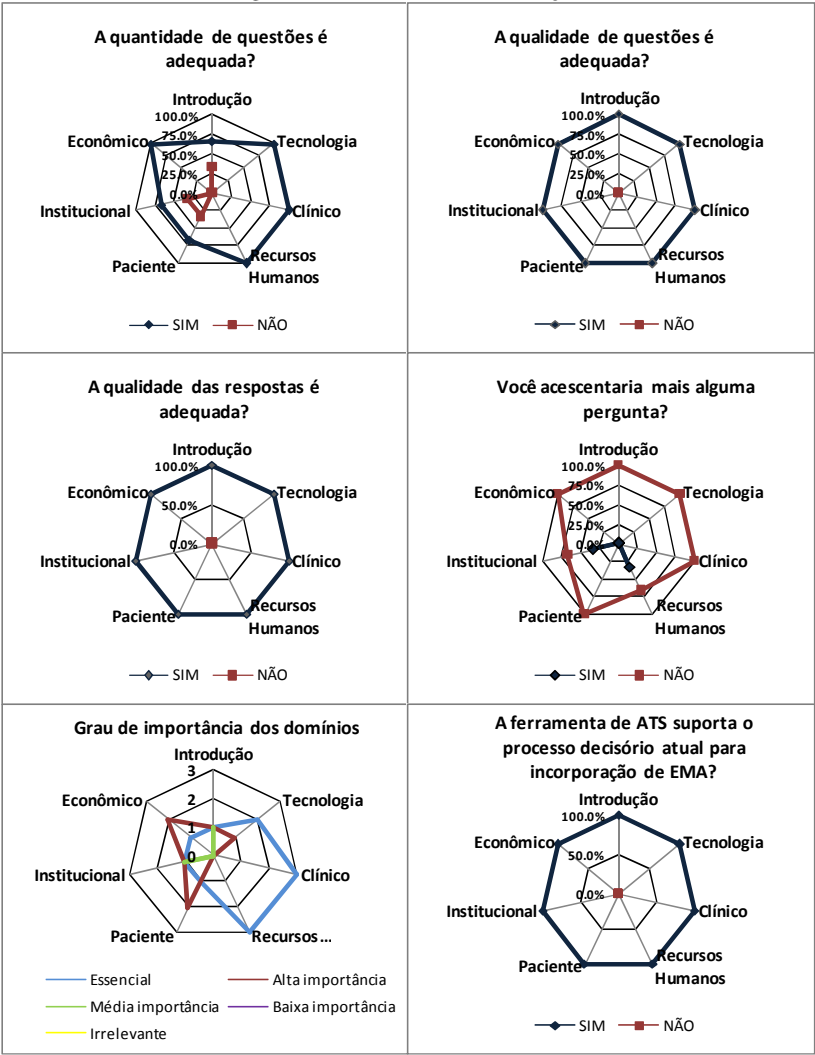 A quantidade de questões é
adequada?
Introdução
100.0%
75.0%
50.0%
25.0%
0.0%
Tecnologia
Clínico
Recursos
Humanos
Paciente
Institucional
Econômico
SIM
NÃO
A qualidade de questões é
adequada?
Introdução
100.0%
75.0%
50.0%
25.0%
0.0%
Tecnologia
Clínico
Recursos
Humanos
Paciente
Institucional
Econômico
SIM
NÃO
A qualidade das respostas é
adequada?
Introdução
100.0%
50.0%
0.0%
Tecnologia
Clínico
Recursos
Humanos
Paciente
Institucional
Econômico
SIM
NÃO
Você acescentaria mais alguma
pergunta?
Introdução
100.0%
75.0%
50.0%
25.0%
0.0%
Tecnologia
Clínico
Recursos
Humanos
Paciente
Institucional
Econômico
SIM
NÃO
Grau de importância dos domínios
Introdução
3
2
1
0
Tecnologia
Clínico
Recursos...
Paciente
Institucional
Econômico
Essencial
Alta importância
Média importância
Baixa importância
Irrelevante
A ferramenta de ATS suporta o
processo decisório atual para
incorporação de EMA?
Introdução
100.0%
50.0%
0.0%
Tecnologia
Clínico
Recursos
Humanos
Paciente
Institucional
Econômico
SIM
NÃO